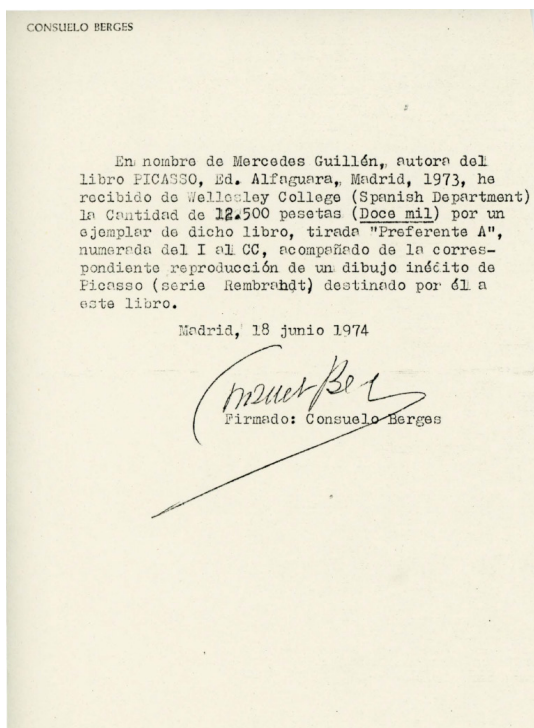 CONSUELO BERGES
En nombre de Mercedes Guillén,, autora del
libro PICASSO, Ed. Alfaguara,, Madrid, 1973, he
recibido de Wellesley College (Spanish Department)
la Cantidad de 12.500 pesetas (Doce mil) por un
ejemplar de dicho libro, tirada "Preferente A",
numerada del I al CC, acompañado de la corres-
pondiente reproducción de un dibujo inédito de
Picasso (serie Rembrahdt) destinado por él a
este libro.
Madrid, 18 junio 1974
Firmado: Consuelo Berges